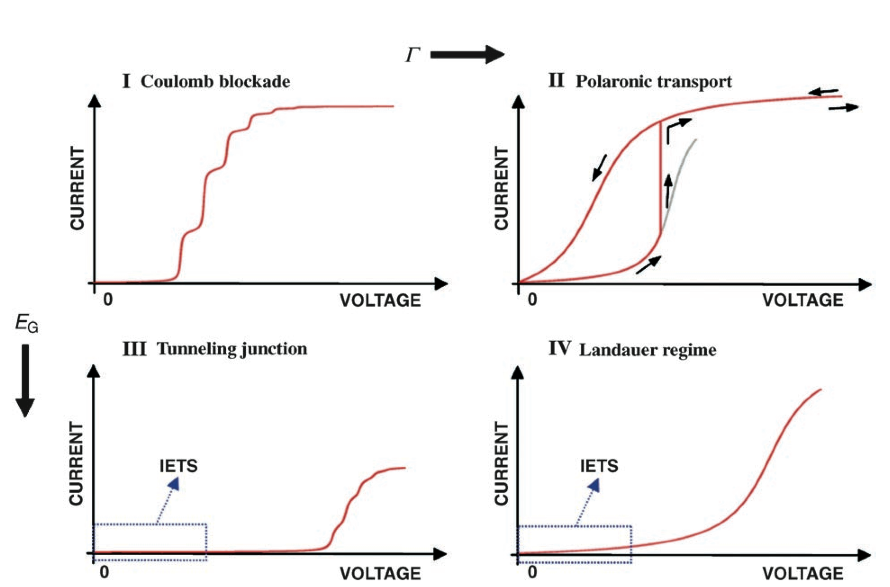 Γ
I Coulomb blockade
II Polaronic transport
CURRENT
0
VOLTAGE
CURRENT
0
VOLTAGE
E_G
III Tunneling junction
IV Landauer regime
CURRENT
IETS
0
VOLTAGE
CURRENT
IETS
0
VOLTAGE